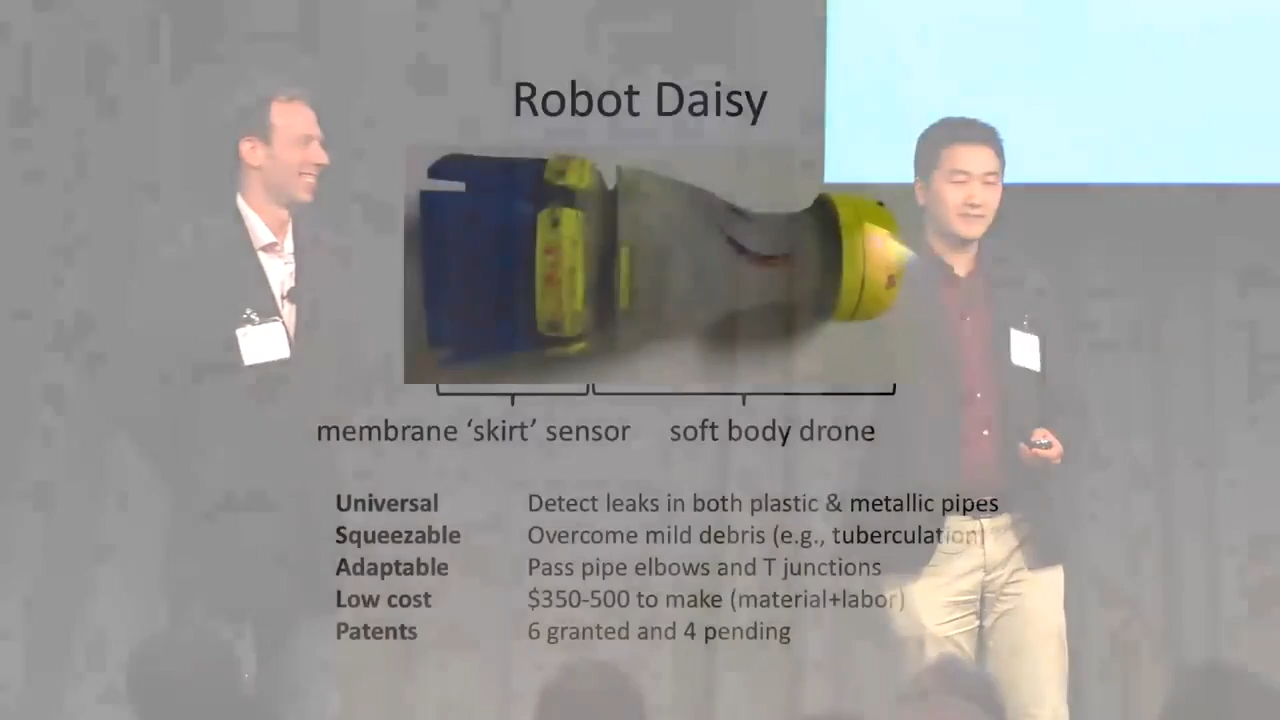 Robot Daisy
membrane ‘skirt’ sensor soft body drone
Universal Detect leaks in both plastic & metallic pipes
Squeezable Overcome mild debris (e.g., tuberculation)
Adaptable Pass pipe elbows and T junctions
Low cost $350-500 to make (material+labor)
Patents 6 granted and 4 pending